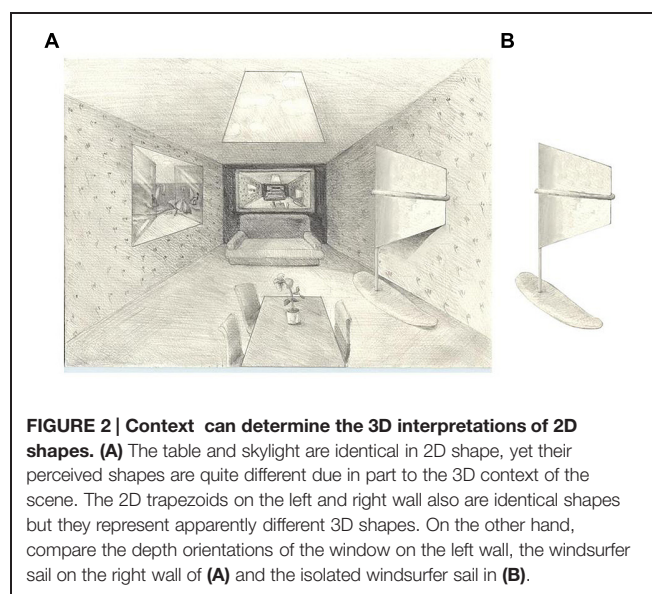 A
B
FIGURE 2 | Context can determine the 3D interpretations of 2D
shapes. (A) The table and skylight are identical in 2D shape, yet their
perceived shapes are quite different due in part to the 3D context of the
scene. The 2D trapezoids on the left and right wall also are identical shapes
but they represent apparently different 3D shapes. On the other hand,
compare the depth orientations of the window on the left wall, the windsurfer
sail on the right wall of (A) and the isolated windsurfer sail in (B).